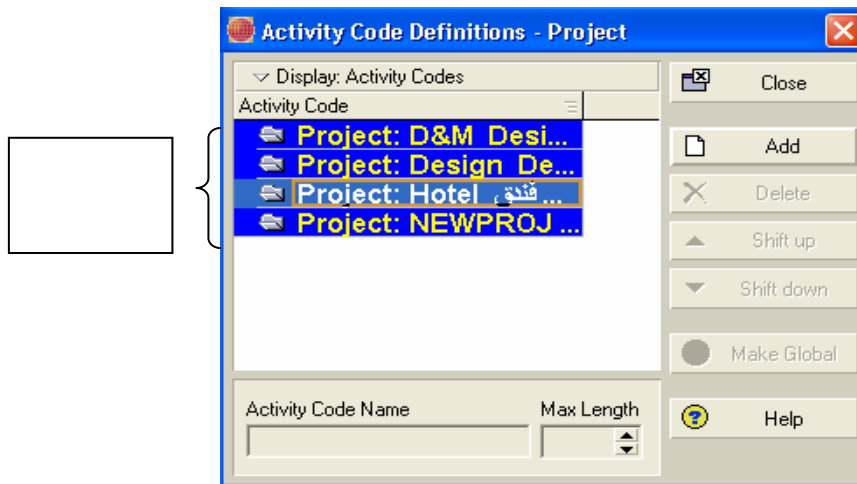 Activity Code Definitions - Project
Display: Activity Codes
Activity Code
Project: D&M Desi...
Project: Design De...
Project: Hotel فندق ...
Project: NEWPROJ ...
Close
Add
Delete
Shift up
Shift down
Make Global
Help
Activity Code Name
Max Length